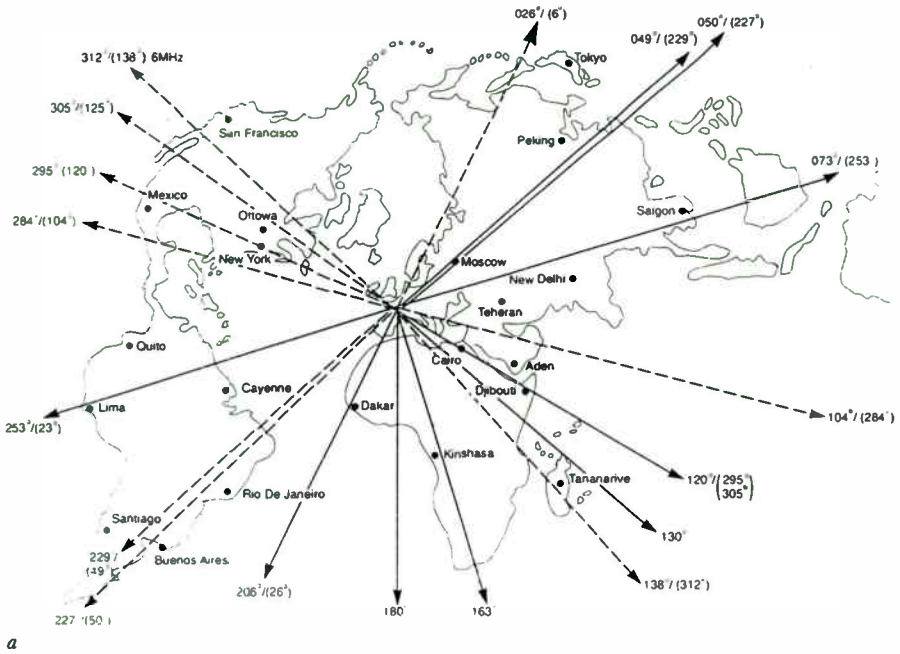 026°/ (6°)
050°/ (227°)
049°/ (229°)
312°/(138°) 6MHz
Tokyo
305°/(125°)
San Francisco
Peking
073°/(253 )
295° (120 )
Mexico
Saigon
284°/(104°)
Ottowa
New York
Moscow
New Delhi
Teheran
Quito
Cairo
Aden
Cayenne
Djibouti
Lima
Dakar
253°/(23°)
104°/ (284°)
Kinshasa
120°/(295°
305°)
Tananarive
Rio De Janeiro
Santiago
130°
Buenos Aires
229°/
(49°)
138°/ (312°)
206°/(26°)
180°
163°
227°/(50 )
a